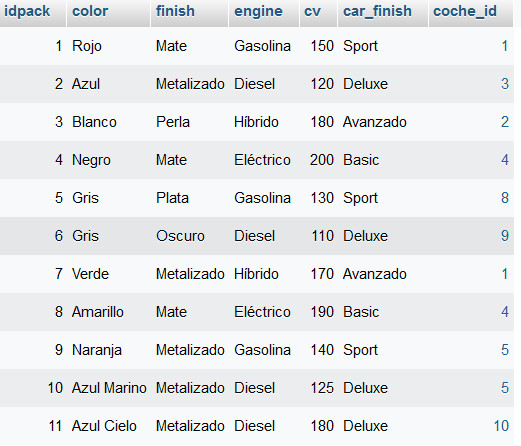 idpack color finish engine cv car_finish coche_id
1 Rojo Mate Gasolina 150 Sport 1
2 Azul Metalizado Diesel 120 Deluxe 3
3 Blanco Perla Híbrido 180 Avanzado 2
4 Negro Mate Eléctrico 200 Basic 4
5 Gris Plata Gasolina 130 Sport 8
6 Gris Oscuro Diesel 110 Deluxe 9
7 Verde Metalizado Híbrido 170 Avanzado 1
8 Amarillo Mate Eléctrico 190 Basic 4
9 Naranja Metalizado Gasolina 140 Sport 5
10 Azul Marino Metalizado Diesel 125 Deluxe 5
11 Azul Cielo Metalizado Diesel 180 Deluxe 10